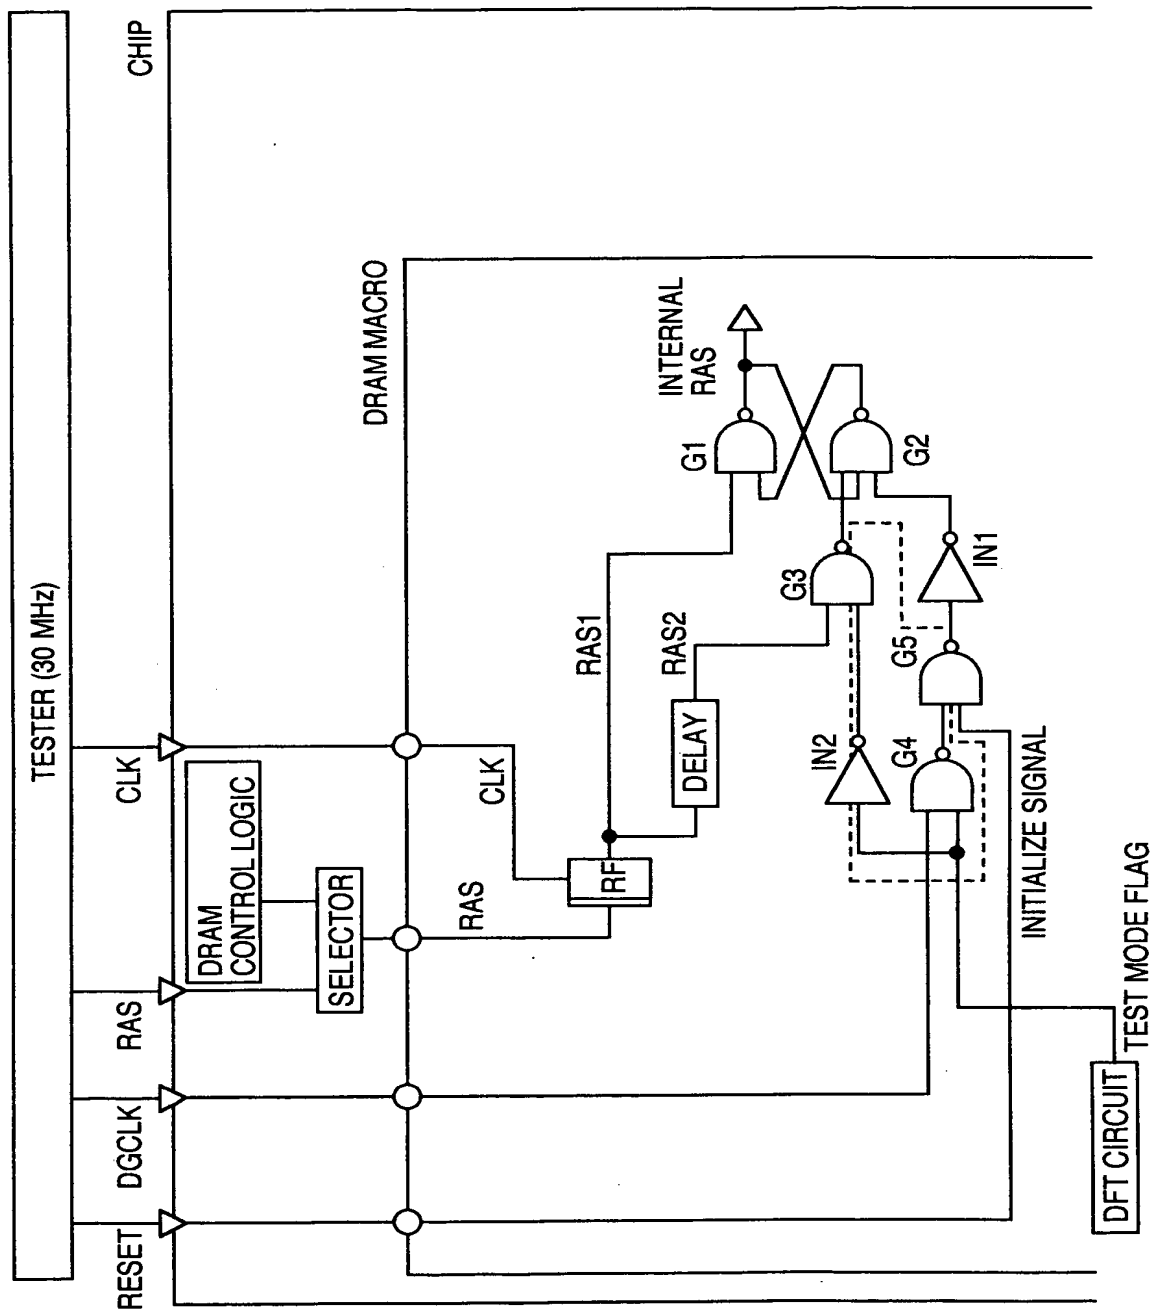 TESTER (30 MHz)
RESET
DGCLK
RAS
CLK
CHIP
DRAM
CONTROL LOGIC
SELECTOR
DRAM MACRO
RAS
CLK
RF
RAS1
DELAY
RAS2
INTERNAL
RAS
G1
G2
G3
IN2
G4
G5
IN1
INITIALIZE SIGNAL
DFT CIRCUIT
TEST MODE FLAG